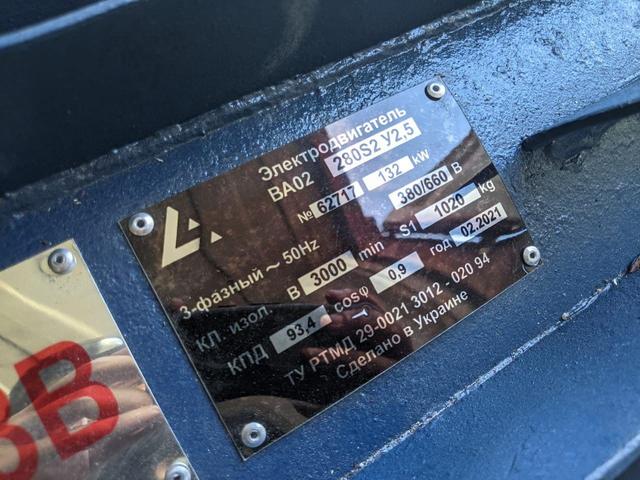 Электродвигатель
ВА02 280S2 У2,5
№ 62717 132 kW
3-фазный ~ 50Hz 380/660 В
КЛ. изол. В 3000 min S1 1020 kg
КПД 93,4 cosφ 0,9 год 02.2021
ТУ РТМД 29-0021 3012 - 020 94
Сделано в Украине
ВВ